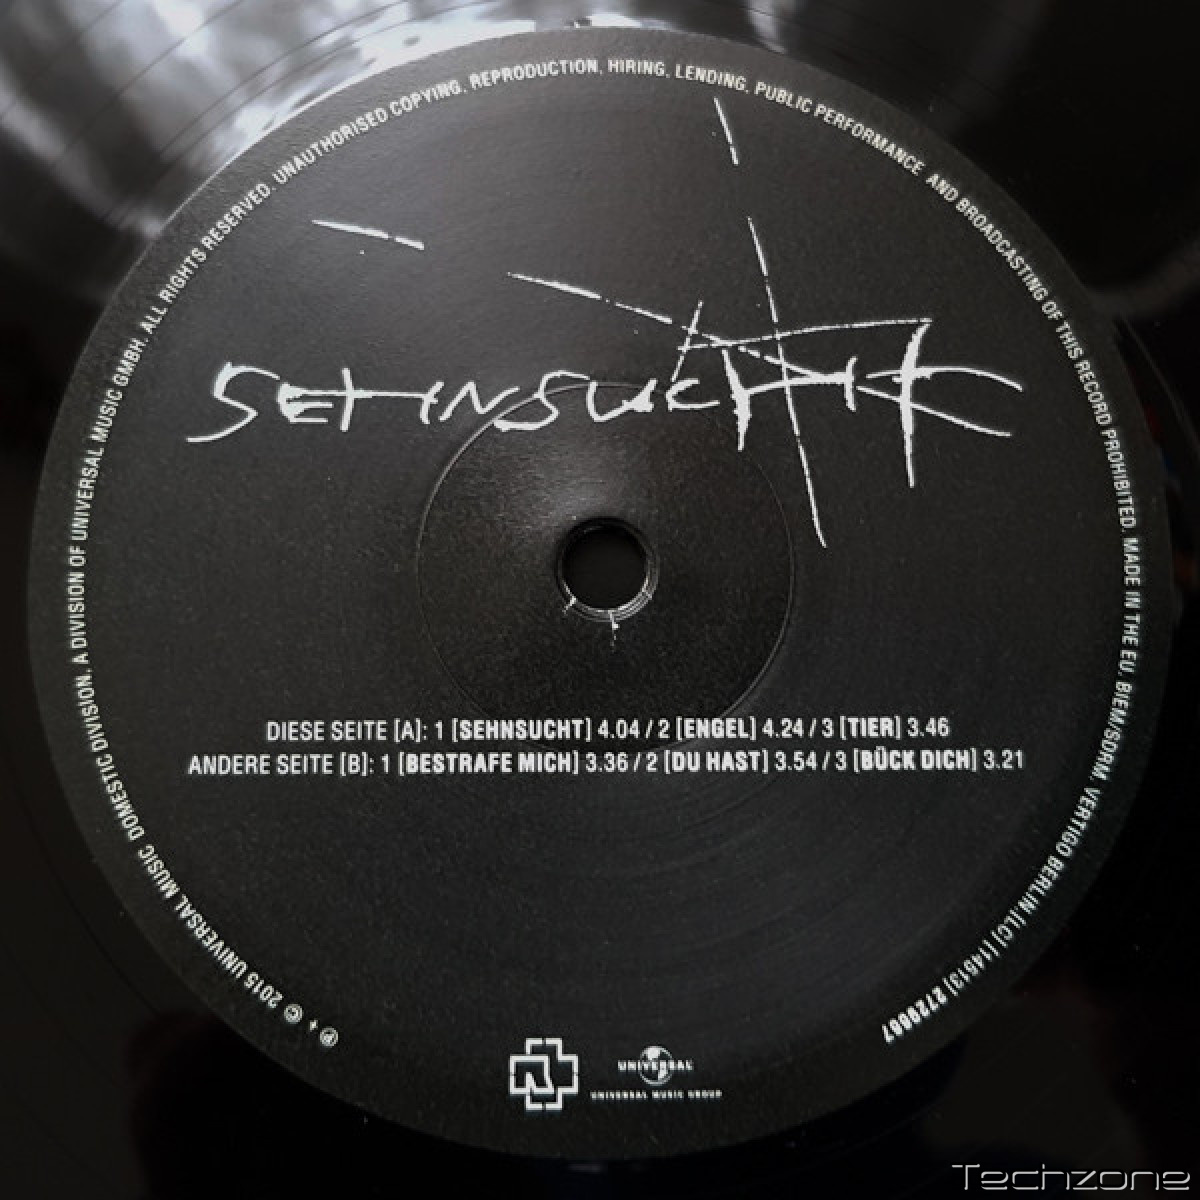 ℗ + © 2015 UNIVERSAL MUSIC DOMESTIC DIVISION, A DIVISION OF UNIVERSAL MUSIC GMBH. ALL RIGHTS RESERVED. UNAUTHORISED COPYING, REPRODUCTION, HIRING, LENDING, PUBLIC PERFORMANCE AND BROADCASTING OF THIS RECORD PROHIBITED. MADE IN THE EU. BIEM/SDRM. VERTIGO BERLIN [LC] [14513]
SEHNSUCHT
DIESE SEITE [A]: 1 [SEHNSUCHT] 4.04 / 2 [ENGEL] 4.24 / 3 [TIER] 3.46
ANDERE SEITE [B]: 1 [BESTRAFE MICH] 3.36 / 2 [DU HAST] 3.54 / 3 [BÜCK DICH] 3.21
UNIVERSAL
UNIVERSAL MUSIC GROUP
Techzone